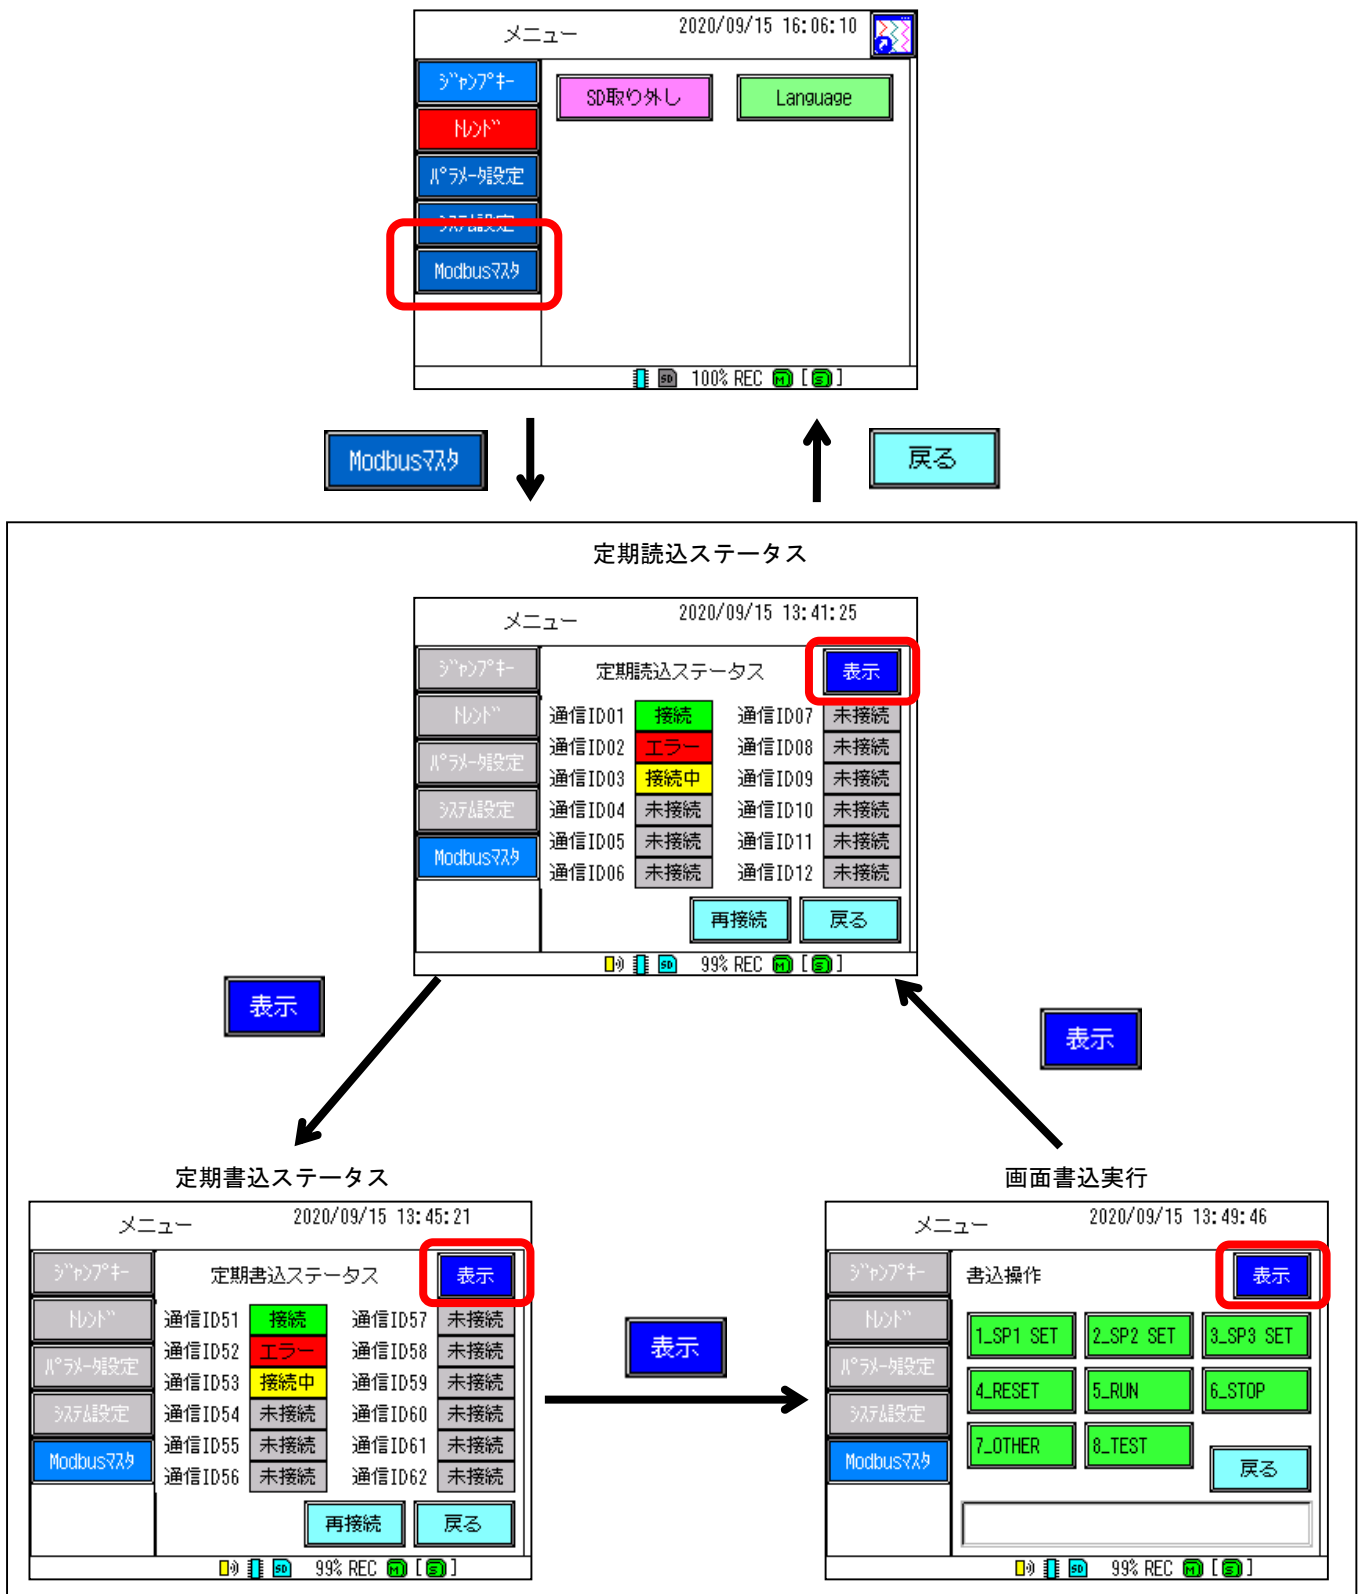 メニュー 2020/09/15 16:06:10
ｼﾞｬﾝﾌﾟｷｰ
SD取り外し Language
ﾄﾚﾝﾄﾞ
ﾊﾟﾗﾒｰﾀ設定
ｼｽﾃﾑ設定
Modbusﾏｽﾀ
SD 100% REC M [S]
Modbusﾏｽﾀ 戻る
定期読込ステータス
メニュー 2020/09/15 13:41:25
ｼﾞｬﾝﾌﾟｷｰ 定期読込ステータス 表示
ﾄﾚﾝﾄﾞ
ﾊﾟﾗﾒｰﾀ設定
ｼｽﾃﾑ設定
Modbusﾏｽﾀ
通信ID01 接続 通信ID07 未接続
通信ID02 エラー 通信ID08 未接続
通信ID03 接続中 通信ID09 未接続
通信ID04 未接続 通信ID10 未接続
通信ID05 未接続 通信ID11 未接続
通信ID06 未接続 通信ID12 未接続
再接続 戻る
SD 99% REC M [S]
表示
表示
定期書込ステータス
メニュー 2020/09/15 13:45:21
ｼﾞｬﾝﾌﾟｷｰ 定期書込ステータス 表示
ﾄﾚﾝﾄﾞ
ﾊﾟﾗﾒｰﾀ設定
ｼｽﾃﾑ設定
Modbusﾏｽﾀ
通信ID51 接続 通信ID57 未接続
通信ID52 エラー 通信ID58 未接続
通信ID53 接続中 通信ID59 未接続
通信ID54 未接続 通信ID60 未接続
通信ID55 未接続 通信ID61 未接続
通信ID56 未接続 通信ID62 未接続
再接続 戻る
SD 99% REC M [S]
表示
画面書込実行
メニュー 2020/09/15 13:49:46
ｼﾞｬﾝﾌﾟｷｰ 書込操作 表示
ﾄﾚﾝﾄﾞ
ﾊﾟﾗﾒｰﾀ設定
ｼｽﾃﾑ設定
Modbusﾏｽﾀ
1_SP1 SET 2_SP2 SET 3_SP3 SET
4_RESET 5_RUN 6_STOP
7_OTHER 8_TEST
戻る
SD 99% REC M [S]